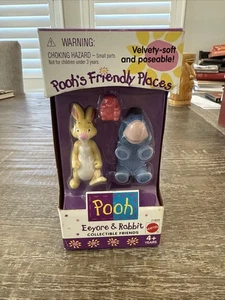 WARNING:
CHOKING HAZARD - Small parts
Not for children under 3 years.
Velvety-soft
and poseable!
Pooh's Friendly Places
Pooh
Eeyore & Rabbit
COLLECTIBLE FRIENDS
4+
YEARS